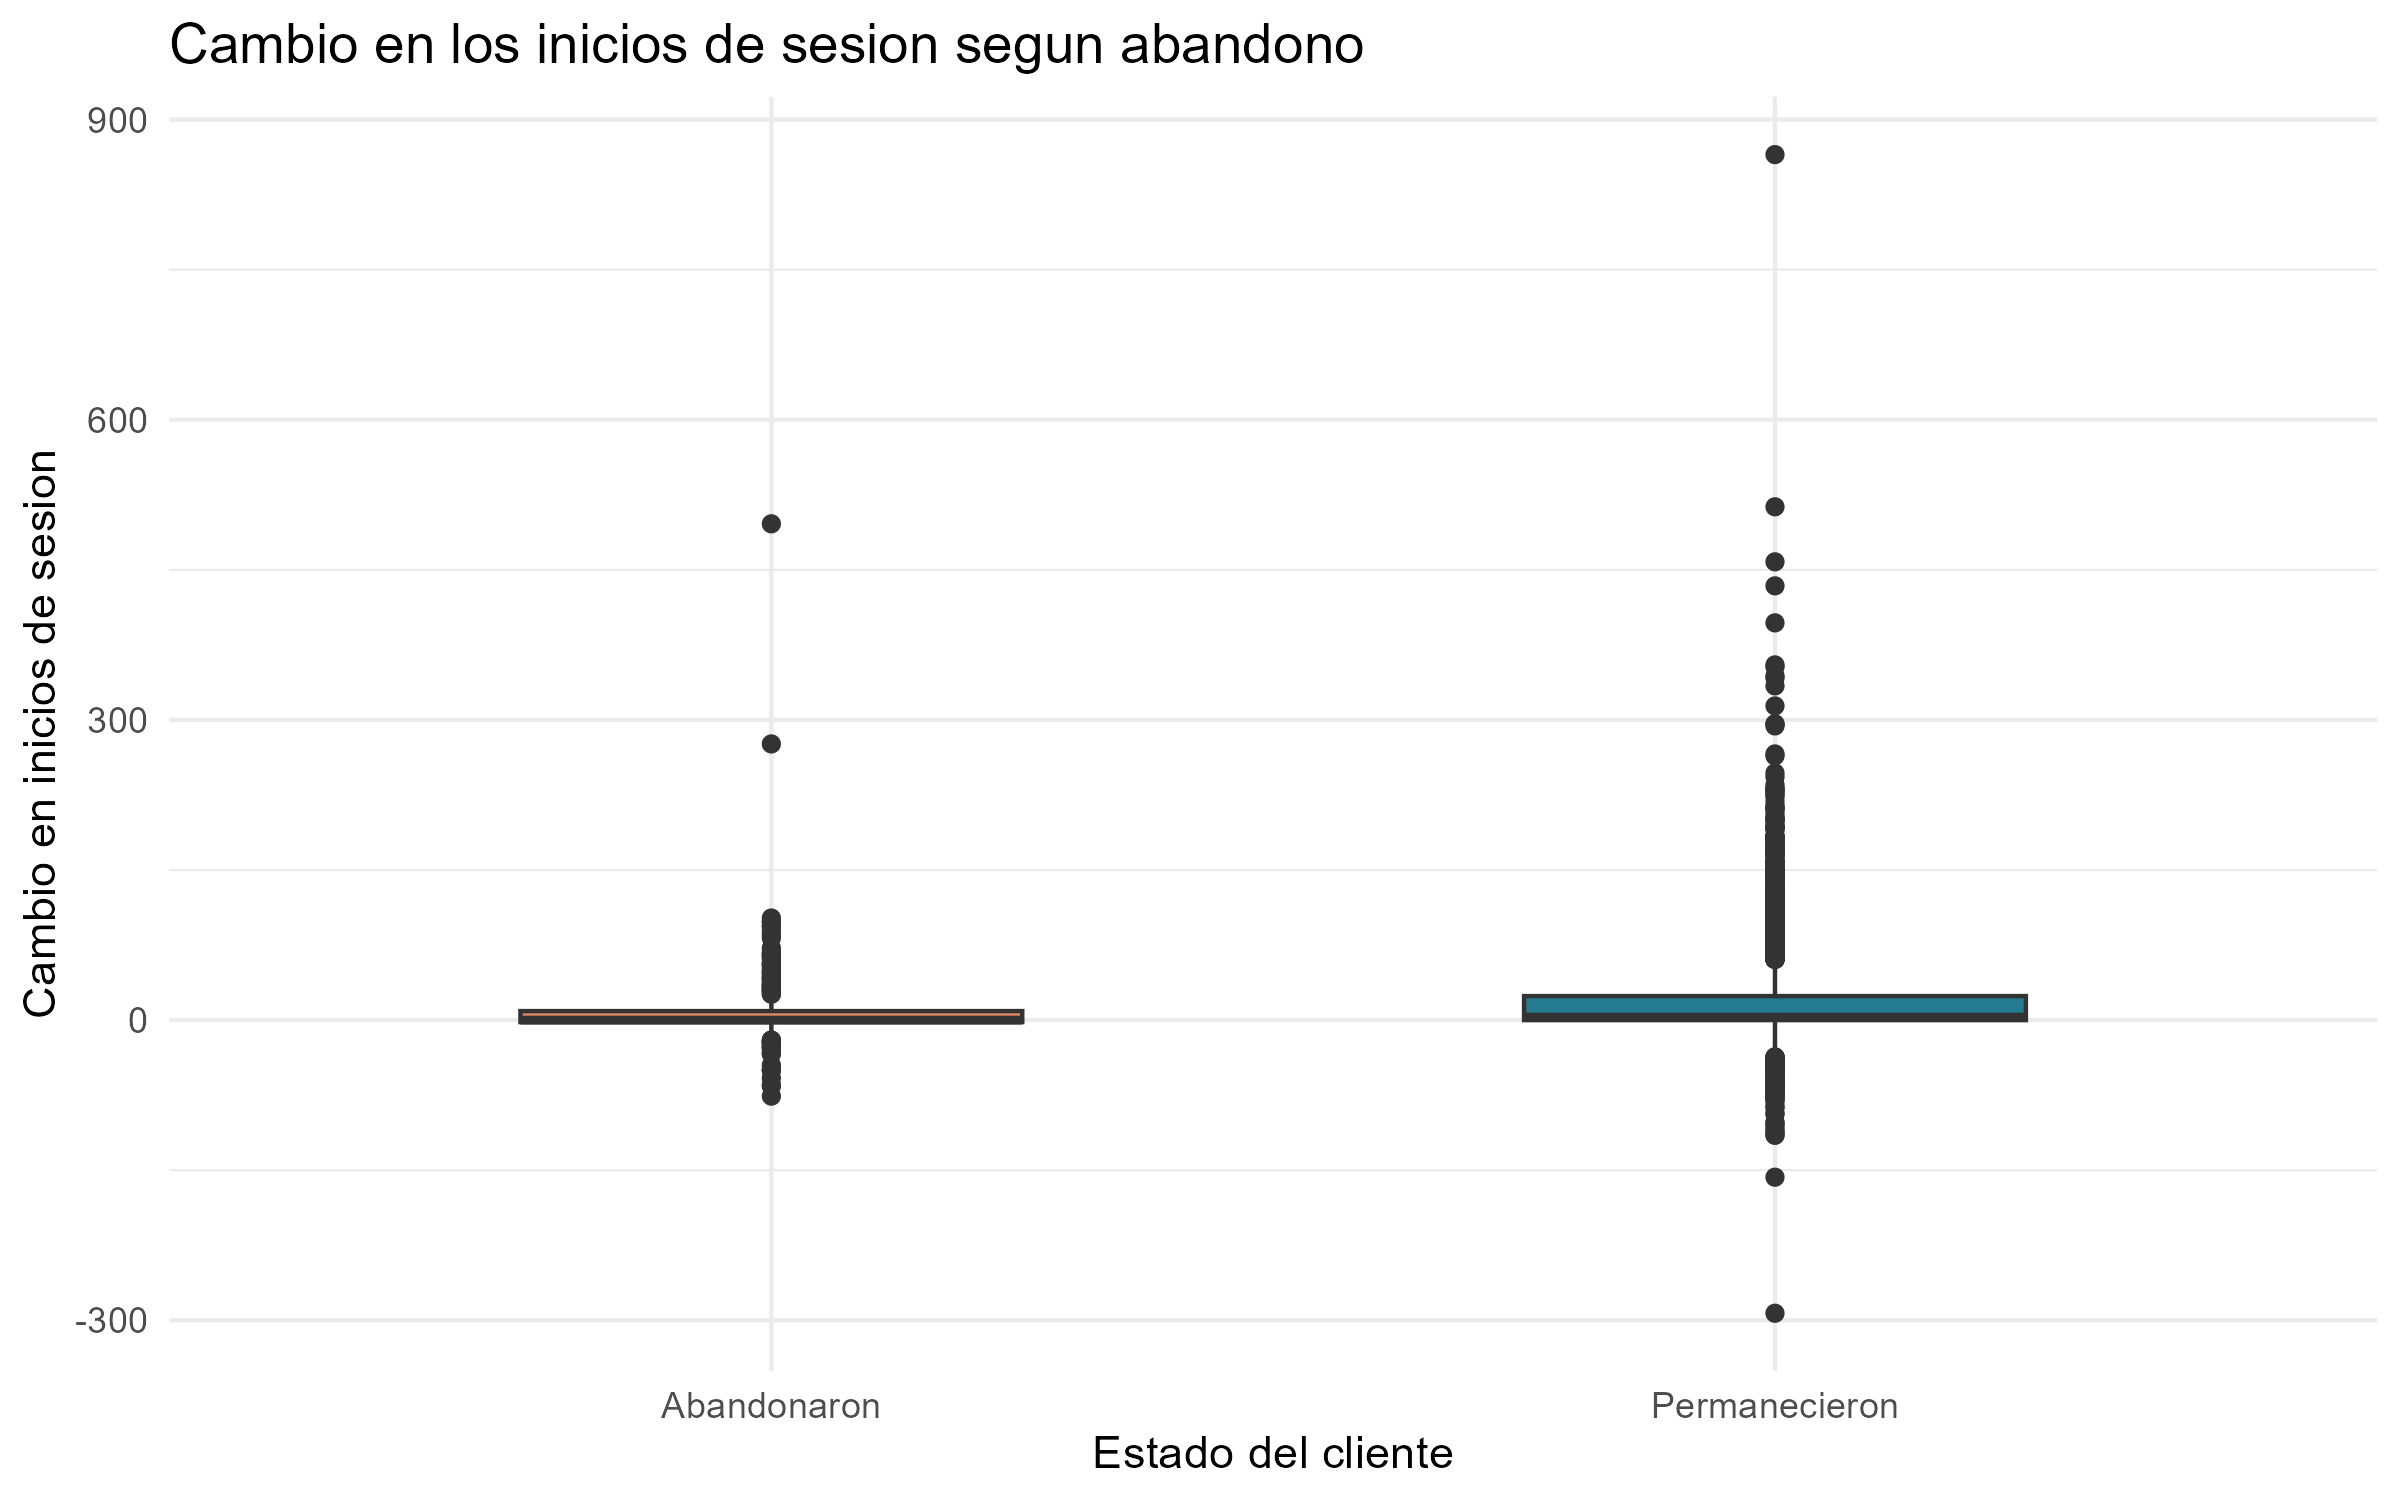 Cambio en los inicios de sesion segun abandono
Cambio en inicios de sesion
900
600
300
0
-300
Abandonaron
Permanecieron
Estado del cliente